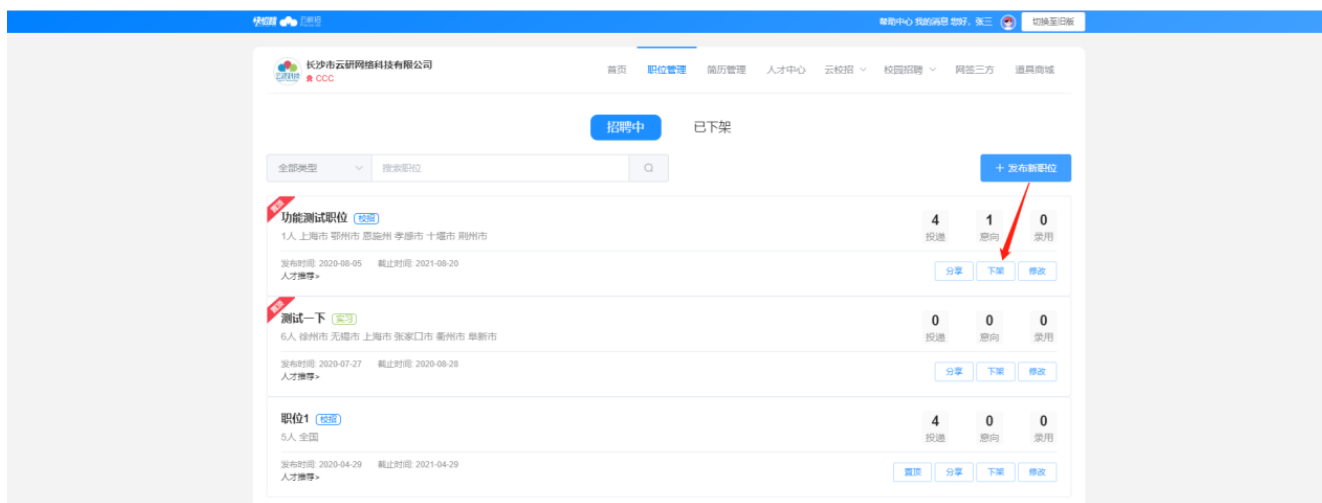 快招聘 云校招 帮助中心 我的消息 您好，张三 切换至旧版
长沙市云研网络科技有限公司
CCC
首页 职位管理 简历管理 人才中心 云校招 校园招聘 网签三方 道具商城
招聘中 已下架
全部类型 搜索职位 + 发布新职位
置顶
功能测试职位 校招 4 1 0
1人 上海市 鄂州市 恩施州 孝感市 十堰市 荆州市 投递 意向 录用
发布时间: 2020-08-05 截止时间: 2021-08-20
人才推荐> 分享 下架 修改
置顶
测试一下 实习 0 0 0
6人 徐州市 无锡市 上海市 张家口市 衢州市 阜新市 投递 意向 录用
发布时间: 2020-07-27 截止时间: 2020-08-28
人才推荐> 分享 下架 修改
职位1 校招 4 0 0
5人 全国 投递 意向 录用
发布时间: 2020-04-29 截止时间: 2021-04-29
人才推荐> 置顶 分享 下架 修改